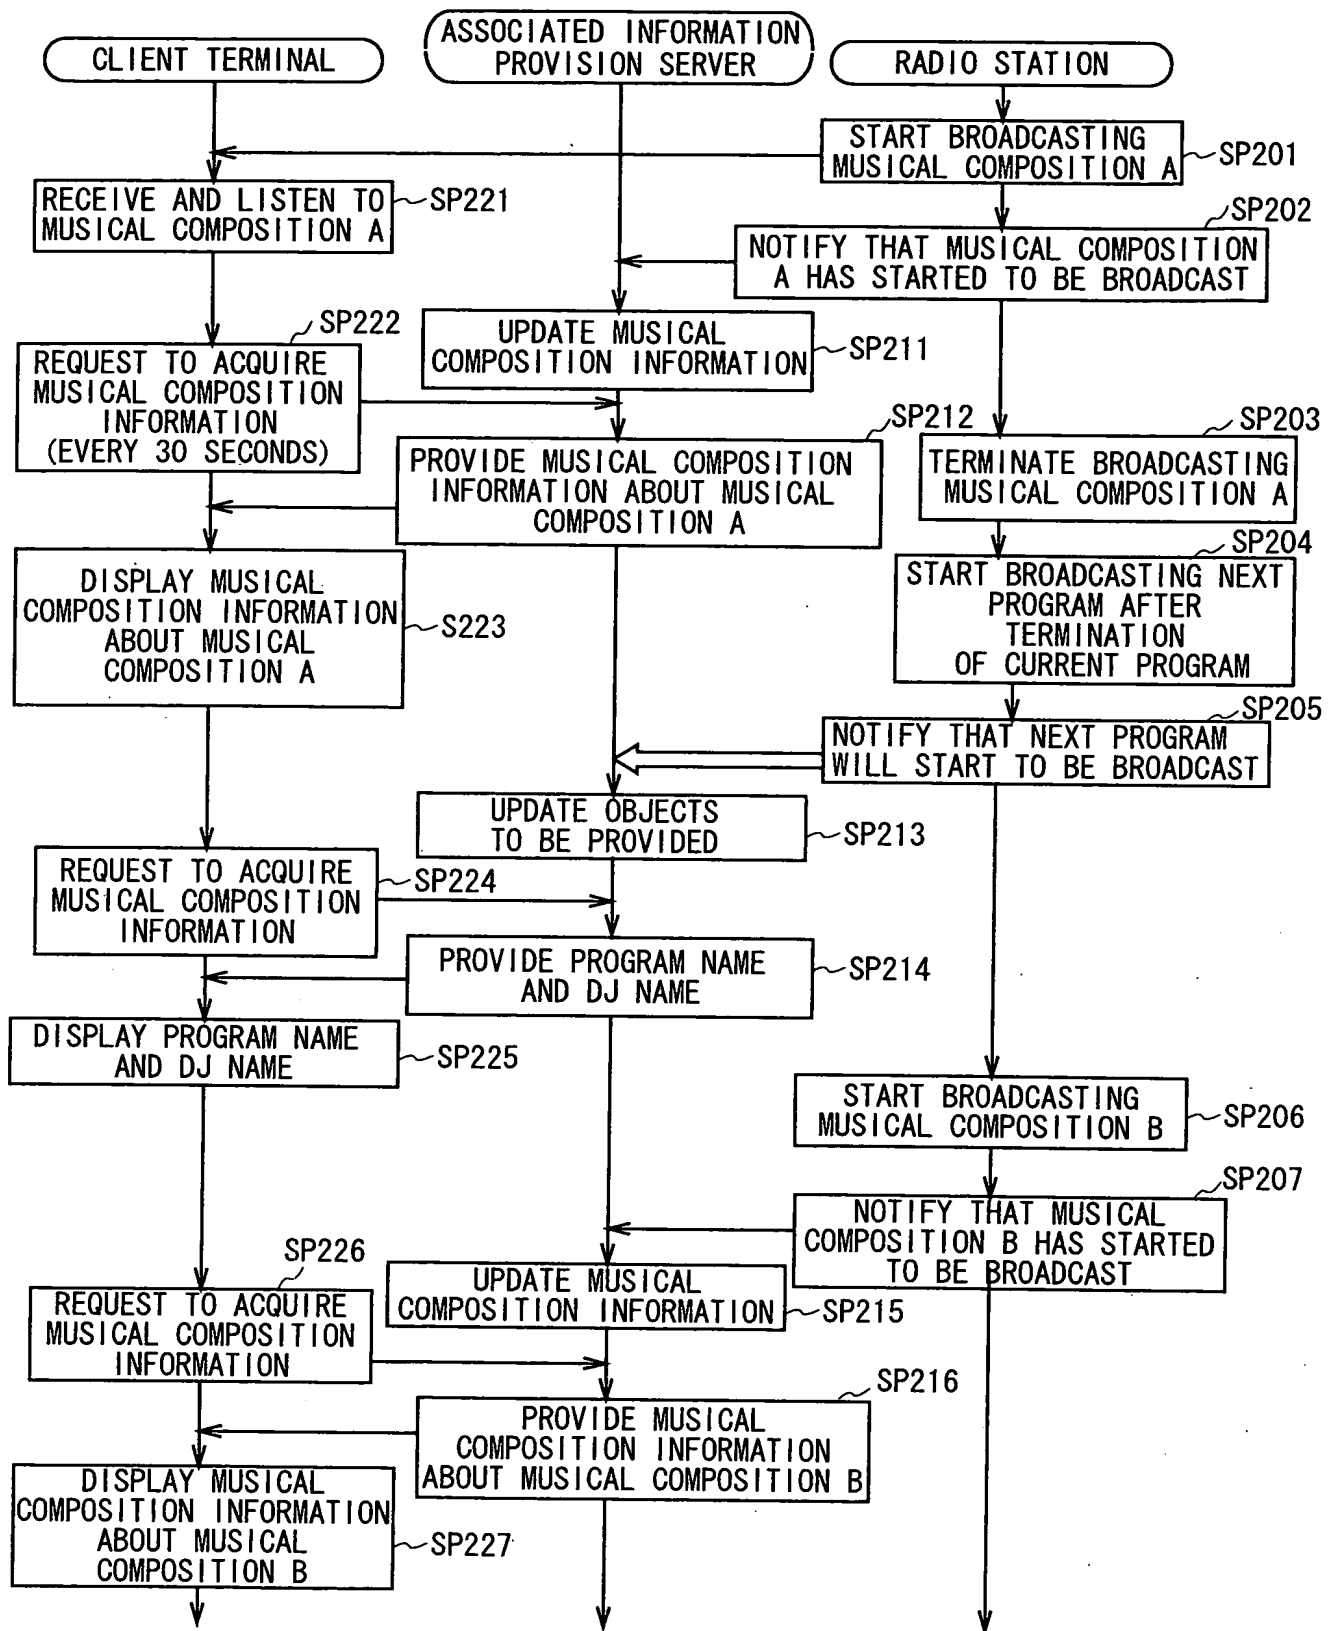 CLIENT TERMINAL
ASSOCIATED INFORMATION
PROVISION SERVER
RADIO STATION
START BROADCASTING
MUSICAL COMPOSITION A
SP201
RECEIVE AND LISTEN TO
MUSICAL COMPOSITION A
SP221
NOTIFY THAT MUSICAL COMPOSITION
A HAS STARTED TO BE BROADCAST
SP202
UPDATE MUSICAL
COMPOSITION INFORMATION
SP211
REQUEST TO ACQUIRE
MUSICAL COMPOSITION
INFORMATION
(EVERY 30 SECONDS)
SP222
PROVIDE MUSICAL COMPOSITION
INFORMATION ABOUT MUSICAL
COMPOSITION A
SP212
TERMINATE BROADCASTING
MUSICAL COMPOSITION A
SP203
DISPLAY MUSICAL
COMPOSITION INFORMATION
ABOUT MUSICAL
COMPOSITION A
S223
START BROADCASTING NEXT
PROGRAM AFTER
TERMINATION
OF CURRENT PROGRAM
SP204
NOTIFY THAT NEXT PROGRAM
WILL START TO BE BROADCAST
SP205
UPDATE OBJECTS
TO BE PROVIDED
SP213
REQUEST TO ACQUIRE
MUSICAL COMPOSITION
INFORMATION
SP224
PROVIDE PROGRAM NAME
AND DJ NAME
SP214
DISPLAY PROGRAM NAME
AND DJ NAME
SP225
START BROADCASTING
MUSICAL COMPOSITION B
SP206
NOTIFY THAT MUSICAL
COMPOSITION B HAS STARTED
TO BE BROADCAST
SP207
UPDATE MUSICAL
COMPOSITION INFORMATION
SP215
REQUEST TO ACQUIRE
MUSICAL COMPOSITION
INFORMATION
SP226
PROVIDE MUSICAL
COMPOSITION INFORMATION
ABOUT MUSICAL COMPOSITION B
SP216
DISPLAY MUSICAL
COMPOSITION INFORMATION
ABOUT MUSICAL
COMPOSITION B
SP227